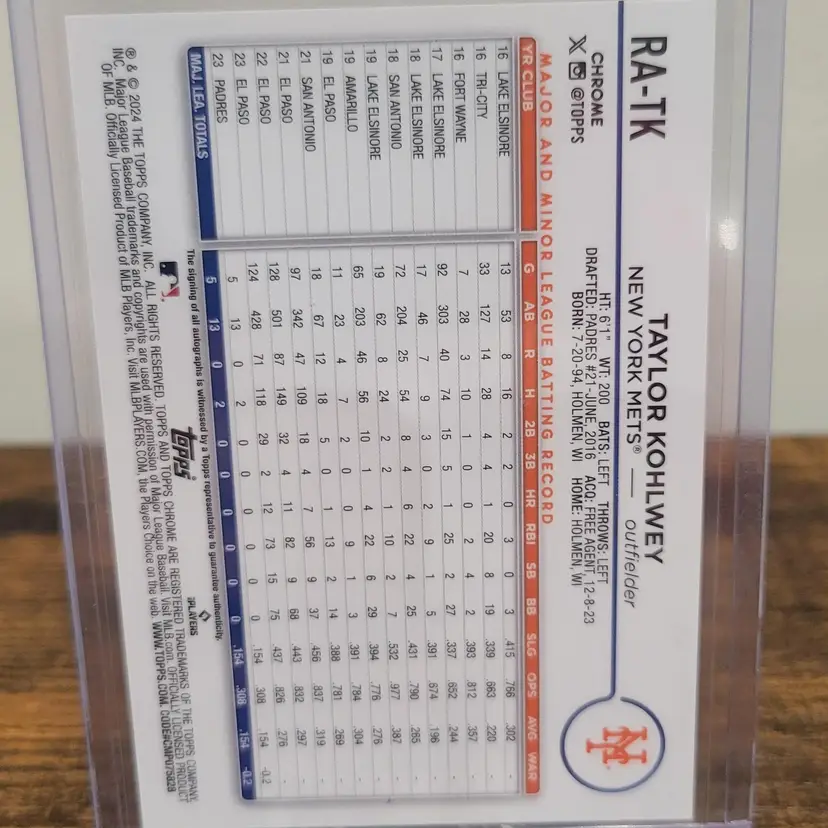 RA-TK
TAYLOR KOHLWEY
NEW YORK METS® — outfielder
CHROME
@TOPPS
HT: 6'1" WT: 200 BATS: LEFT THROWS: LEFT
DRAFTED: PADRES #21-JUNE, 2016 ACQ: FREE AGENT, 12-8-23
BORN: 7-20-94, HOLMEN, WI HOME: HOLMEN, WI
NY
MAJOR AND MINOR LEAGUE BATTING RECORD
YR CLUB G AB R H 2B 3B HR RBI SB BB SLG OPS AVG WAR
16 LAKE ELSINORE 13 53 8 16 2 2 0 3 0 3 .415 .766 .302 -
16 TRI-CITY 33 127 14 28 4 4 1 20 8 19 .339 .663 .220 -
16 FORT WAYNE 7 28 3 10 1 0 0 2 4 2 .393 .812 .357 -
17 LAKE ELSINORE 92 303 40 74 15 5 1 25 2 27 .337 .652 .244 -
18 LAKE ELSINORE 17 46 7 9 3 0 2 9 1 5 .391 .674 .196 -
18 SAN ANTONIO 72 204 25 54 8 4 6 22 4 25 .431 .790 .265 -
19 LAKE ELSINORE 19 62 8 24 2 2 1 10 2 7 .532 .977 .387 -
19 AMARILLO 65 203 46 56 10 1 4 22 6 29 .394 .776 .276 -
19 EL PASO 11 23 4 7 2 0 0 9 1 3 .391 .784 .304 -
21 SAN ANTONIO 18 67 12 18 5 0 1 13 2 14 .388 .781 .269 -
21 EL PASO 97 342 47 109 18 4 7 56 9 37 .456 .837 .319 -
22 EL PASO 128 501 87 149 32 4 11 82 9 68 .443 .832 .297 -
23 EL PASO 124 428 71 118 29 2 12 73 15 75 .437 .826 .276 -
23 PADRES 5 13 0 2 0 0 0 0 0 0 .154 .308 .154 -0.2
MAJ. LEA. TOTALS 5 13 0 2 0 0 0 0 0 0 .154 .308 .154 -0.2
The signing of all autographs is witnessed by a Topps representative to guarantee authenticity.
topps®
PLAYERS
® & © 2024 THE TOPPS COMPANY, INC. ALL RIGHTS RESERVED. TOPPS AND TOPPS CHROME ARE REGISTERED TRADEMARKS OF THE TOPPS COMPANY,
INC. Major League Baseball trademarks and copyrights are used with permission of Major League Baseball. Visit MLB.com. OFFICIALLY LICENSED PRODUCT
OF MLB Players, Inc. Visit MLBPLAYERS.COM, the Players Choice on the web. WWW.TOPPS.COM. CODE#CMP075828